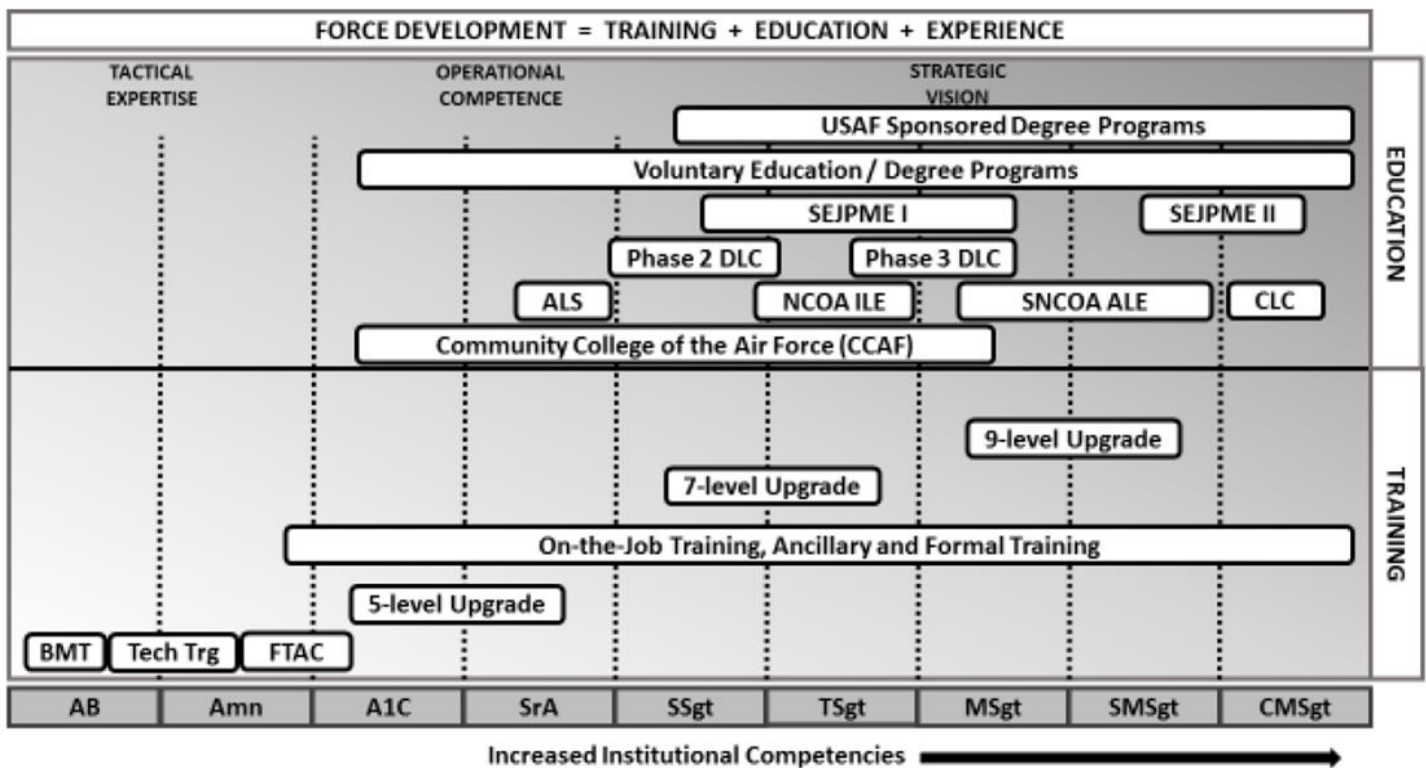 FORCE DEVELOPMENT = TRAINING + EDUCATION + EXPERIENCE
TACTICAL
EXPERTISE
OPERATIONAL
COMPETENCE
STRATEGIC
VISION
USAF Sponsored Degree Programs
Voluntary Education / Degree Programs
SEJPME I
SEJPME II
Phase 2 DLC
Phase 3 DLC
ALS
NCOA ILE
SNCOA ALE
CLC
Community College of the Air Force (CCAF)
EDUCATION
9-level Upgrade
7-level Upgrade
On-the-Job Training, Ancillary and Formal Training
5-level Upgrade
BMT
Tech Trg
FTAC
TRAINING
AB
Amn
A1C
SrA
SSgt
TSgt
MSgt
SMSgt
CMSgt
Increased Institutional Competencies